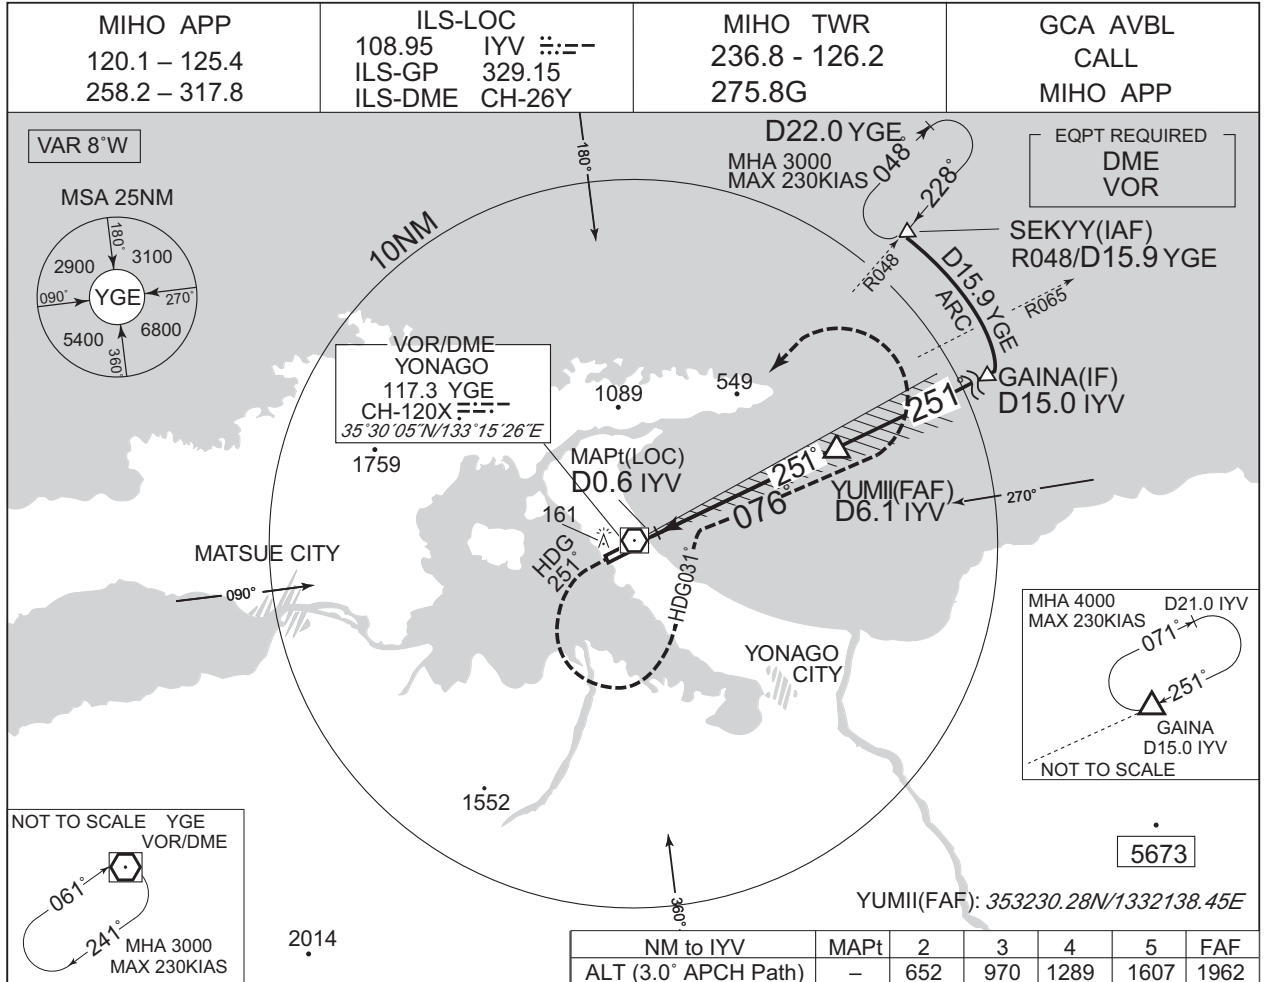 MIHO APP
120.1 – 125.4
258.2 – 317.8
ILS-LOC
108.95 IYV
ILS-GP 329.15
ILS-DME CH-26Y
MIHO TWR
236.8 - 126.2
275.8G
GCA AVBL
CALL
MIHO APP
VAR 8˚W
MSA 25NM
180˚
2900
3100
090˚
YGE
270˚
5400
6800
360˚
180˚
10NM
D22.0 YGE
MHA 3000
MAX 230KIAS
048˚
228˚
EQPT REQUIRED
DME
VOR
SEKYY(IAF)
R048/D15.9 YGE
R048
D15.9 YGE
ARC
R065
VOR/DME
YONAGO
117.3 YGE
CH-120X
35˚30´05˝N/133˚15´26˝E
1089
549
251˚
GAINA(IF)
D15.0 IYV
1759
MAPt(LOC)
D0.6 IYV
251˚
076˚
YUMII(FAF)
D6.1 IYV
270˚
161
MATSUE CITY
HDG
251˚
HDG031˚
090˚
YONAGO
CITY
MHA 4000
MAX 230KIAS
D21.0 IYV
071˚
251˚
GAINA
D15.0 IYV
NOT TO SCALE
1552
5673
NOT TO SCALE YGE
VOR/DME
061˚
241˚
MHA 3000
MAX 230KIAS
2014
360˚
YUMII(FAF): 353230.28N/1332138.45E
NM to IYV MAPt 2 3 4 5 FAF
ALT (3.0˚ APCH Path) – 652 970 1289 1607 1962